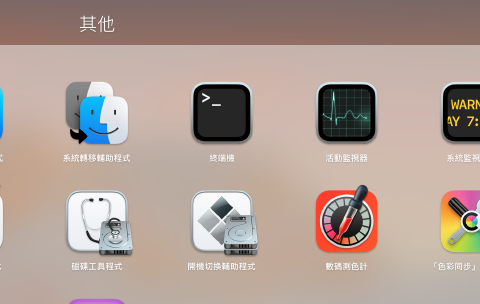 其他
式
系統轉移輔助程式
終端機
活動監視器
系統監視
>_
WARN
AY 7:
式
磁碟工具程式
開機切換輔助程式
數碼測色計
「色彩同步」